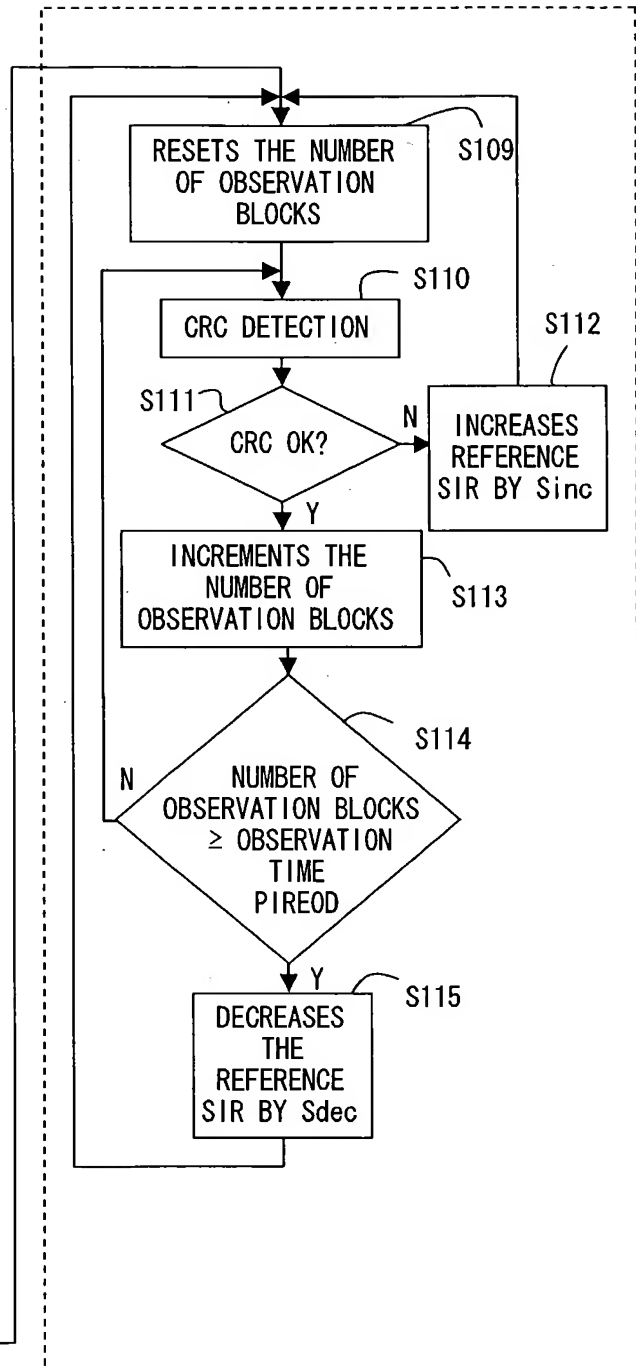 RESETS THE NUMBER
OF OBSERVATION
BLOCKS
S109
S110
CRC DETECTION
S112
S111
CRC OK?
N
INCREASES
REFERENCE
SIR BY Sinc
Y
INCREMENTS THE
NUMBER OF
OBSERVATION BLOCKS
S113
S114
N
NUMBER OF
OBSERVATION BLOCKS
≥ OBSERVATION
TIME
PIREOD
Y
S115
DECREASES
THE
REFERENCE
SIR BY Sdec